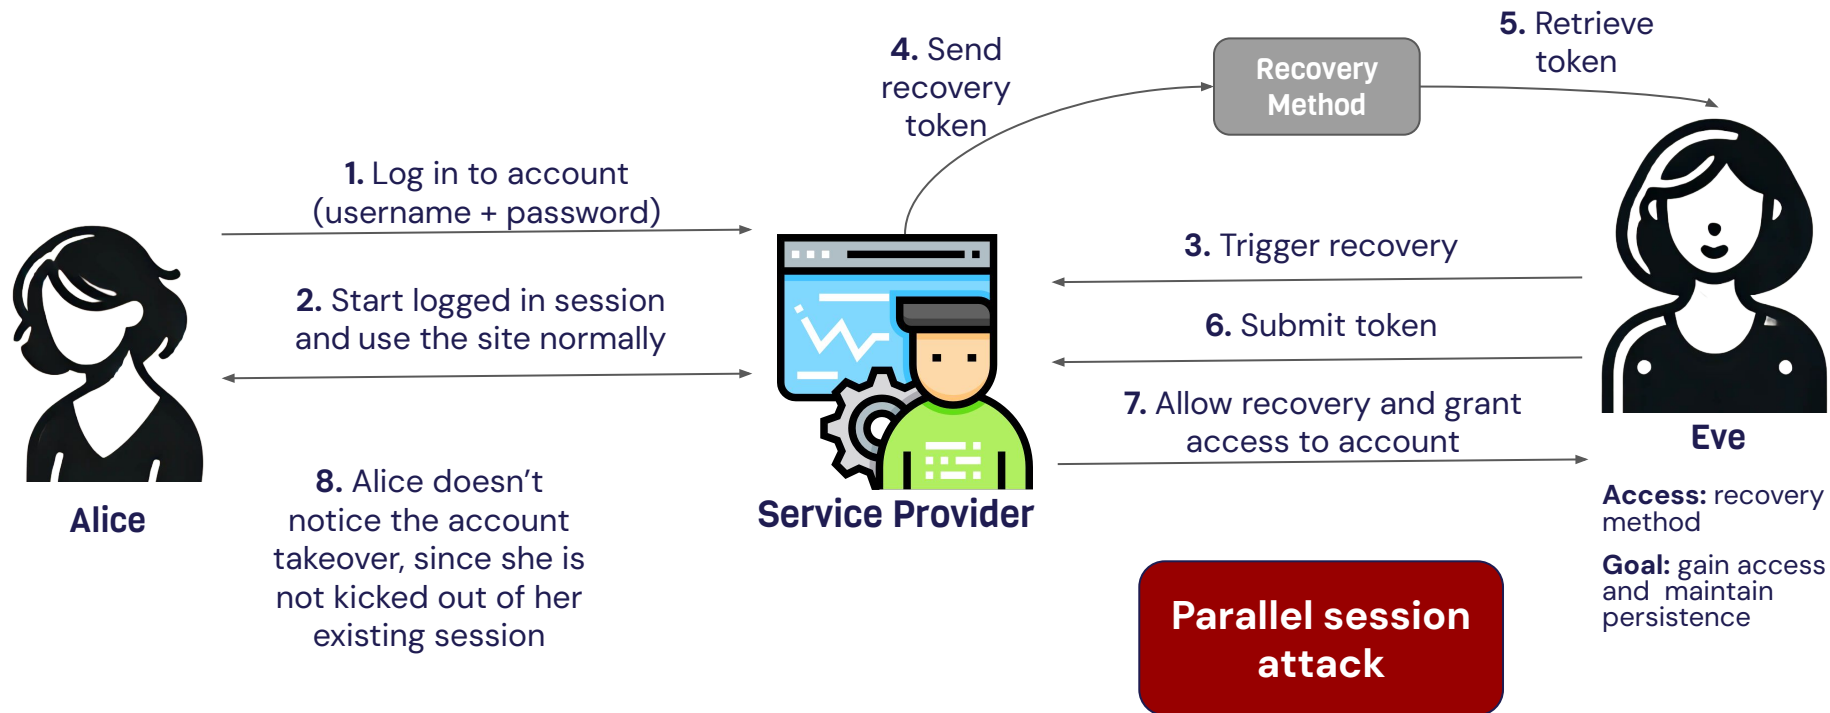 1. Log in to account
(username + password)
2. Start logged in session
and use the site normally
3. Trigger recovery
4. Send
recovery
token
Recovery
Method
5. Retrieve
token
6. Submit token
7. Allow recovery and grant
access to account
8. Alice doesn’t
notice the account
takeover, since she is
not kicked out of her
existing session
Alice
Service Provider
Eve
Access: recovery
method
Goal: gain access
and maintain
persistence
Parallel session
attack